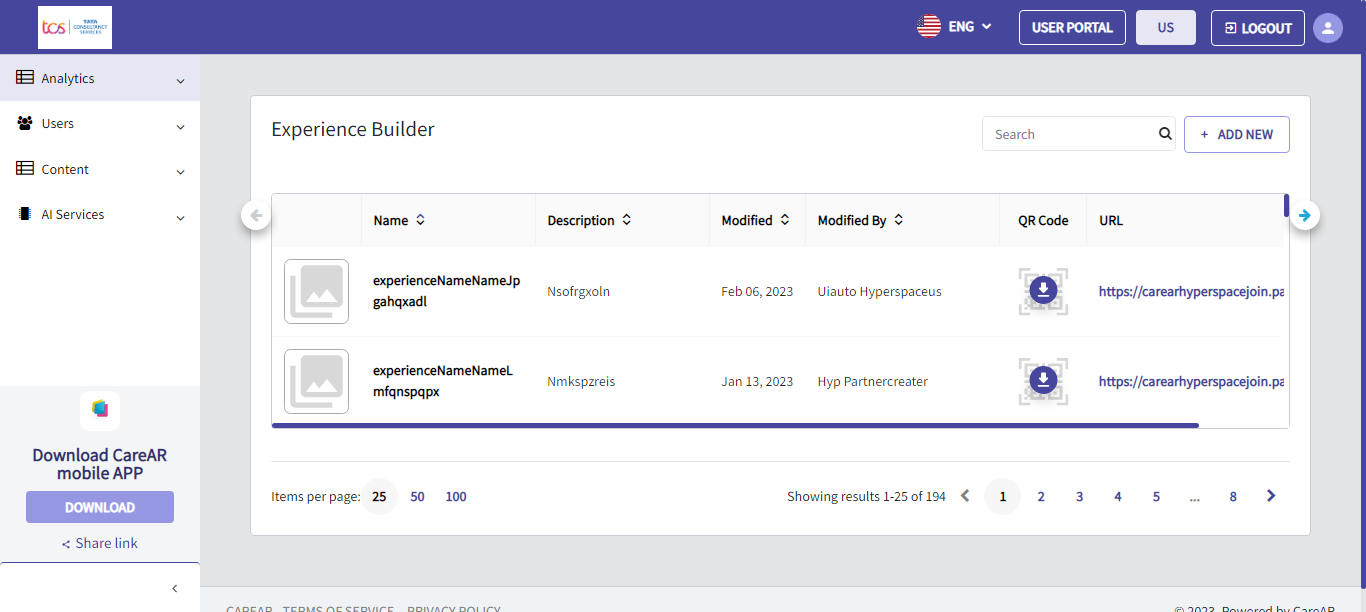 tcs TATA CONSULTANCY SERVICES
ENG
USER PORTAL
US
LOGOUT
Analytics
Users
Content
AI Services
Download CareAR
mobile APP
DOWNLOAD
Share link
Experience Builder
Search
+ ADD NEW
Name Description Modified Modified By QR Code URL
experienceNameNameJp
gahqxadl
Nsofrgxoln
Feb 06, 2023
Uiauto Hyperspaceus
https://carearhyperspacejoin.pa
experienceNameNameL
mfqnspqpx
Nmkspzreis
Jan 13, 2023
Hyp Partnercreater
https://carearhyperspacejoin.pa
Items per page: 25 50 100
Showing results 1-25 of 194
1 2 3 4 5 ... 8
CAREAR TERMS OF SERVICE PRIVACY POLICY
© 2023, Powered by CareAR